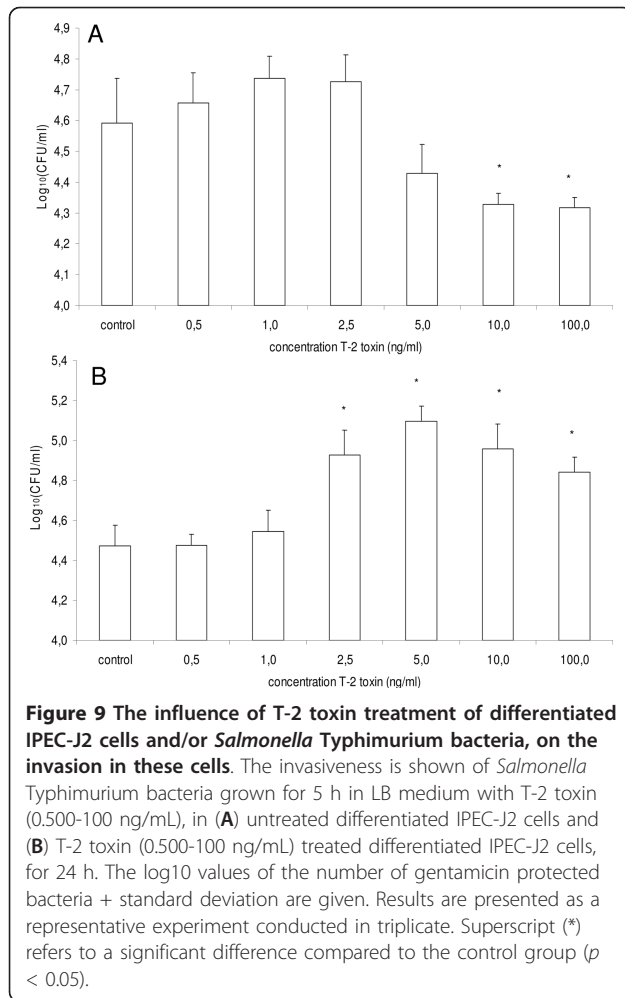 A
4,9
4,8
4,7
4,6
4,5
4,4
4,3
4,2
4,1
4,0
Log10(CFU/ml)
* *
control 0,5 1,0 2,5 5,0 10,0 100,0
concentration T-2 toxin (ng/ml)
B
5,4
5,2
5,0
4,8
4,6
4,4
4,2
4,0
Log10(CFU/ml)
* * * *
control 0,5 1,0 2,5 5,0 10,0 100,0
concentration T-2 toxin (ng/ml)
Figure 9 The influence of T-2 toxin treatment of differentiated
IPEC-J2 cells and/or Salmonella Typhimurium bacteria, on the
invasion in these cells. The invasiveness is shown of Salmonella
Typhimurium bacteria grown for 5 h in LB medium with T-2 toxin
(0.500-100 ng/mL), in (A) untreated differentiated IPEC-J2 cells and
(B) T-2 toxin (0.500-100 ng/mL) treated differentiated IPEC-J2 cells,
for 24 h. The log10 values of the number of gentamicin protected
bacteria + standard deviation are given. Results are presented as a
representative experiment conducted in triplicate. Superscript (*)
refers to a significant difference compared to the control group (p
< 0.05).